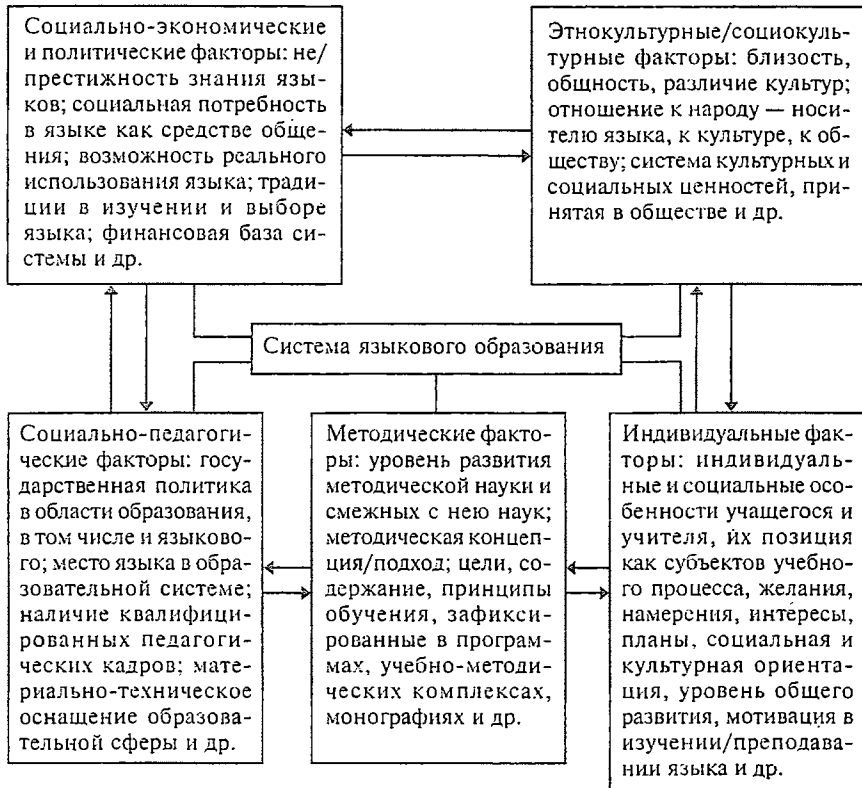 Социально-экономические
и политические факторы: не/
престижность знания язы-
ков; социальная потребность
в языке как средстве обще-
ния; возможность реального
использования языка; тради-
ции в изучении и выборе
языка; финансовая база си-
стемы и др.
Этнокультурные/социокуль-
турные факторы: близость,
общность, различие культур;
отношение к народу — носи-
телю языка, к культуре, к об-
ществу; система культурных и
социальных ценностей, при-
нятая в обществе и др.
Система языкового образования
Социально-педагоги-
ческие факторы: госу-
дарственная политика
в области образования,
в том числе и языково-
го; место языка в обра-
зовательной системе;
наличие квалифици-
рованных педагоги-
ческих кадров; мате-
риально-техническое
оснащение образова-
тельной сферы и др.
Методические факто-
ры: уровень развития
методической науки и
смежных с нею наук;
методическая концеп-
ция/подход; цели, со-
держание, принципы
обучения, зафиксиро-
рованные в програм-
мах, учебно-методи-
ческих комплексах,
монографиях и др.
Индивидуальные фак-
торы: индивидуаль-
ные и социальные осо-
бенности учащегося и
учителя, их позиция
как субъектов учебно-
го процесса, желания,
намерения, интересы,
планы, социальная и
культурная ориента-
ция, уровень общего
развития, мотивация в
изучении/преподава-
нии языка и др.